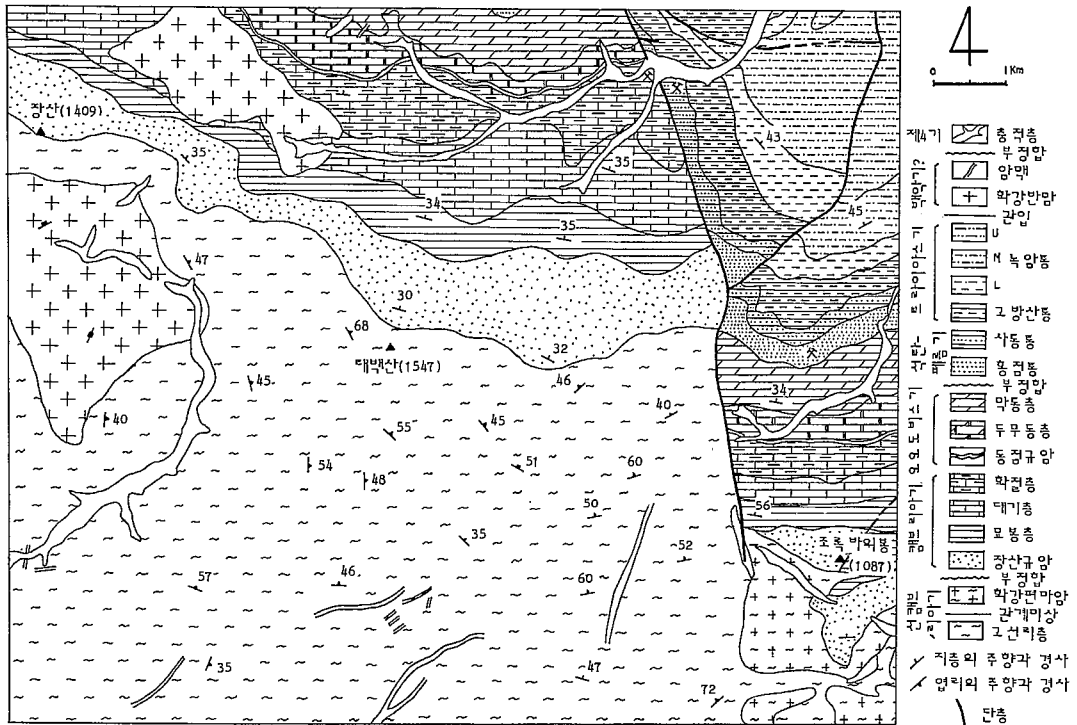 4
0 1 Km
장산(1409)
35
43
35
45
34
35
47
30
68
태백산(1547)
32
46
45
40
34
40
55
45
54
51
60
48
50
56
조록바위봉
(1087)
35
52
57
46
60
35
47
72
제4기
충적층
부정합
백악기?
암맥
화강반암
관입
트라이아스기
U
M 녹암통
L
고방산통
사동통
홍점통
부정합
오오도비스기
막동층
두무동층
동점규암
캠브리아기
화절층
대기층
묘봉층
장산규암
부정합
선캠브리아기
화강편마암
관계미상
고선리층
지층의 주향과 경사
엽리의 주향과 경사
단층